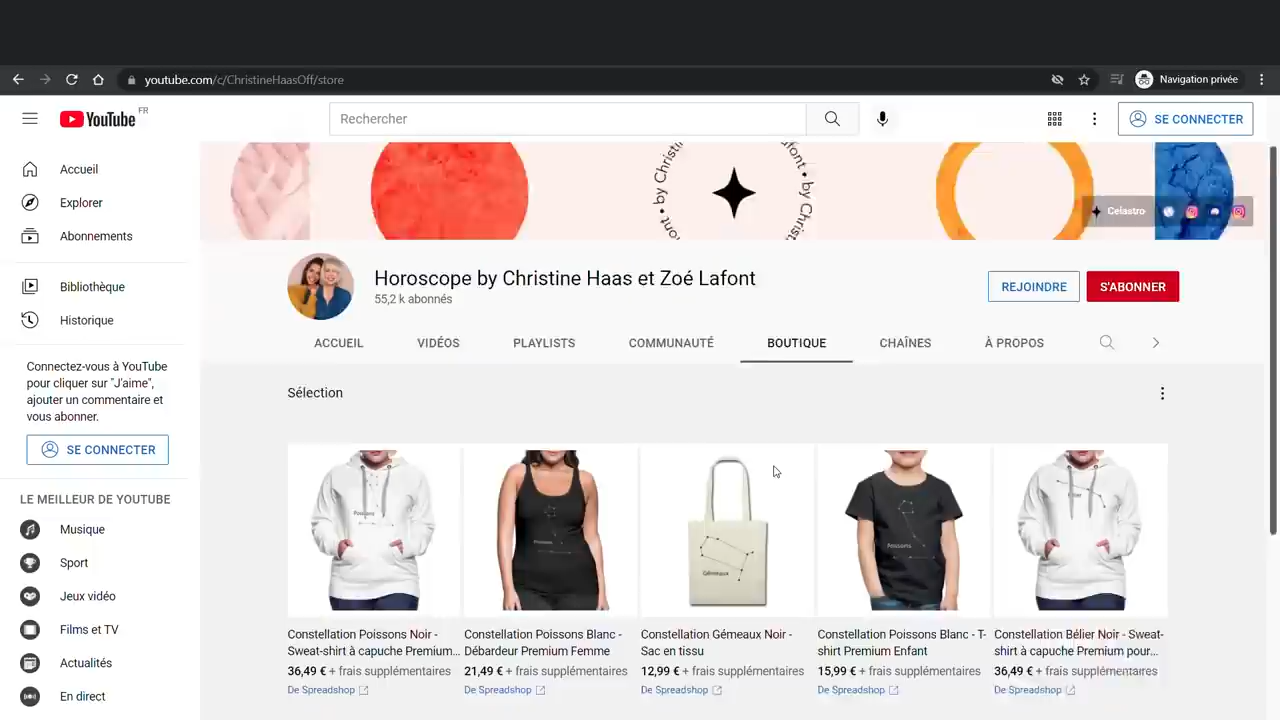 youtube.com/c/ChristineHaasOff/store
Navigation privée
YouTube FR
Rechercher
SE CONNECTER
Accueil
Explorer
Abonnements
Bibliothèque
Historique
Connectez-vous à YouTube
pour cliquer sur "J'aime",
ajouter un commentaire et
vous abonner.
SE CONNECTER
LE MEILLEUR DE YOUTUBE
Musique
Sport
Jeux vidéo
Films et TV
Actualités
En direct
by Christi
afont • by Chris
Celastro
Horoscope by Christine Haas et Zoé Lafont
55,2 k abonnés
REJOINDRE
S'ABONNER
ACCUEIL
VIDÉOS
PLAYLISTS
COMMUNAUTÉ
BOUTIQUE
CHAÎNES
À PROPOS
Sélection
Poissons
Poissons
Gémeaux
Poissons
Bélier
Constellation Poissons Noir -
Sweat-shirt à capuche Premium...
36,49 € + frais supplémentaires
De Spreadshop
Constellation Poissons Blanc -
Débardeur Premium Femme
21,49 € + frais supplémentaires
De Spreadshop
Constellation Gémeaux Noir -
Sac en tissu
12,99 € + frais supplémentaires
De Spreadshop
Constellation Poissons Blanc - T-
shirt Premium Enfant
15,99 € + frais supplémentaires
De Spreadshop
Constellation Bélier Noir - Sweat-
shirt à capuche Premium pour...
36,49 € + frais supplémentaires
De Spreadshop